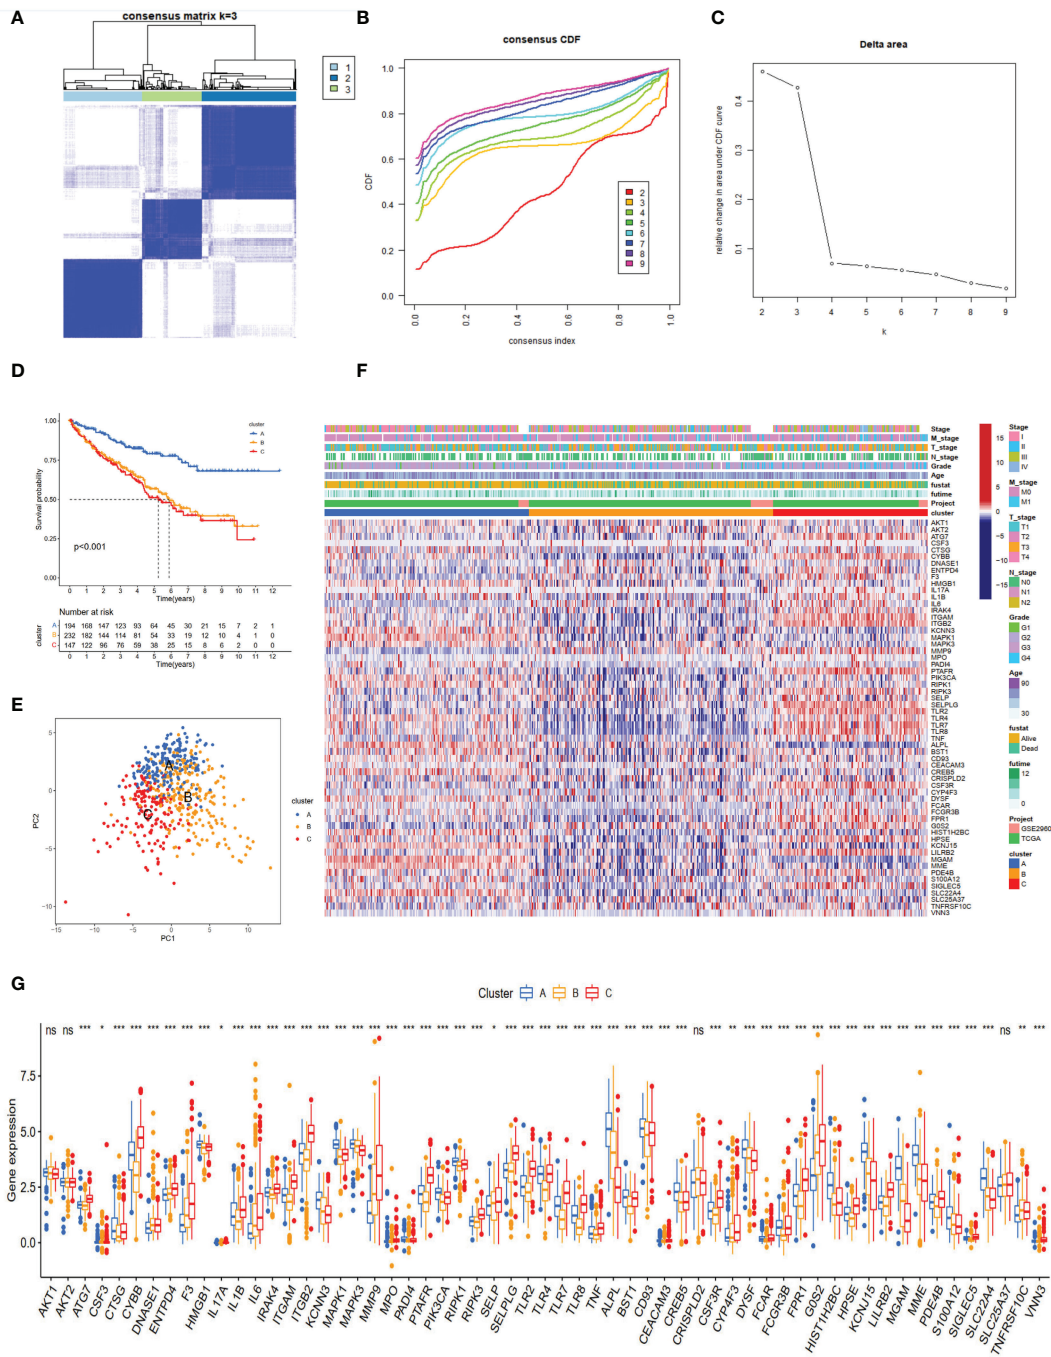 A
consensus matrix k=3
1
2
3
B
consensus CDF
CDF
0.0
0.2
0.4
0.6
0.8
1.0
0.0
0.2
0.4
0.6
0.8
1.0
consensus index
2
3
4
5
6
7
8
9
C
Delta area
relative change in area under CDF curve
0.1
0.2
0.3
0.4
2 3 4 5 6 7 8 9
k
D
cluster
A
B
C
Survival probability
1.00
0.75
0.50
0.25
0.00
p<0.001
0 1 2 3 4 5 6 7 8 9 10 11 12
Time(years)
Number at risk
cluster
A 194 168 147 123 93 64 45 30 21 15 7 2 1
B 232 182 144 114 81 54 33 19 12 10 4 1 0
C 147 122 96 76 59 38 25 15 8 6 2 0 0
0 1 2 3 4 5 6 7 8 9 10 11 12
Time(years)
E
PC2
5
0
−5
−10
−15 −10 −5 0 5 10
PC1
A
B
C
cluster
A
B
C
F
Stage
M_stage
T_stage
N_stage
Grade
Age
fustat
futime
Project
cluster
AKT1
AKT2
ATG7
CSF3
CTSG
CYBB
DNASE1
ENTPD4
F3
HMGB1
IL17A
IL1B
IL6
IRAK4
ITGAM
ITGB2
KCNN3
MAPK1
MAPK3
MMP9
MPO
PADI4
PTAFR
PIK3CA
RIPK1
RIPK3
SELP
SELPLG
TLR2
TLR4
TLR7
TLR8
TNF
ALPL
BST1
CD93
CEACAM3
CREB5
CRISPLD2
CSF3R
CYP4F3
DYSF
FCAR
FCGR3B
FPR1
G0S2
HIST1H2BC
HPSE
KCNJ15
LILRB2
MGAM
MME
PDE4B
S100A12
SIGLEC5
SLC22A4
SLC25A37
TNFRSF10C
VNN3
15
10
5
0
−5
−10
−15
Stage
I
II
III
IV
M_stage
M0
M1
T_stage
T1
T2
T3
T4
N_stage
N0
N1
N2
Grade
G1
G2
G3
G4
Age
90
30
fustat
Alive
Dead
futime
12
0
Project
GSE2960
TCGA
cluster
A
B
C
G
Cluster A B C
ns ns *** * *** *** *** *** *** *** * *** *** *** *** *** *** *** *** *** *** *** *** *** *** *** * *** *** *** *** *** *** *** *** *** *** *** ns *** ** *** *** *** *** *** *** *** *** *** *** *** *** *** *** *** ns ** ***
Gene expression
7.5
5.0
2.5
0.0
AKT1 AKT2 ATG7 CSF3 CTSG CYBB DNASE1 ENTPD4 F3 HMGB1 IL17A IL1B IL6 IRAK4 ITGAM ITGB2 KCNN3 MAPK1 MAPK3 MMP9 MPO PADI4 PTAFR PIK3CA RIPK1 RIPK3 SELP SELPLG TLR2 TLR4 TLR7 TLR8 TNF ALPL BST1 CD93 CEACAM3 CREB5 CRISPLD2 CSF3R CYP4F3 DYSF FCAR FCGR3B FPR1 G0S2 HIST1H2BC HPSE KCNJ15 LILRB2 MGAM MME PDE4B S100A12 SIGLEC5 SLC22A4 SLC25A37 TNFRSF10C VNN3